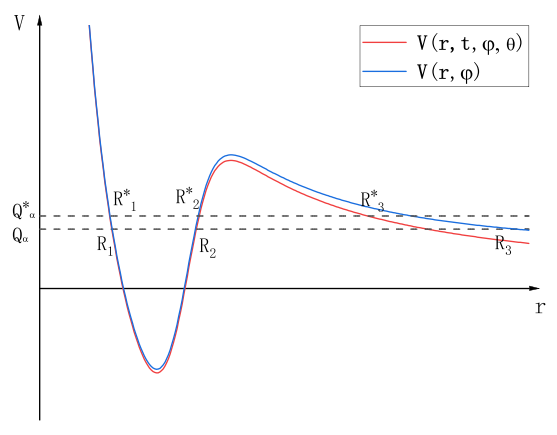 V
V(r, t, φ, θ)
V(r, φ)
R*₁
R*₂
R*₃
Q*α
Qα
R₁
R₂
R₃
r